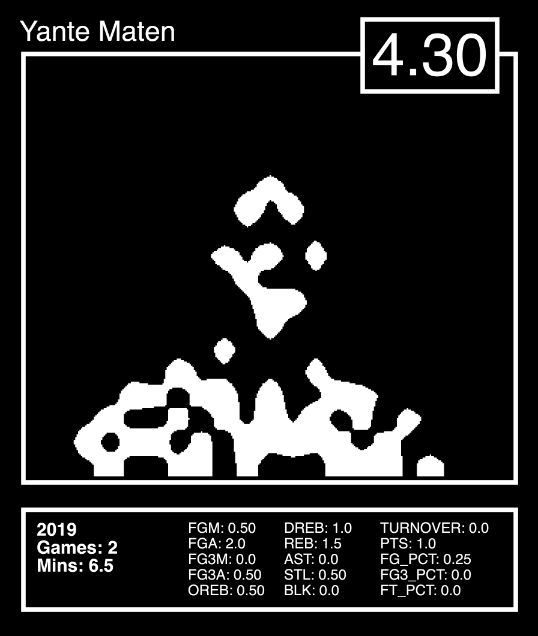 Yante Maten
4.30
2019
Games: 2
Mins: 6.5
FGM: 0.50
FGA: 2.0
FG3M: 0.0
FG3A: 0.50
OREB: 0.50
DREB: 1.0
REB: 1.5
AST: 0.0
STL: 0.50
BLK: 0.0
TURNOVER: 0.0
PTS: 1.0
FG_PCT: 0.25
FG3_PCT: 0.0
FT_PCT: 0.0